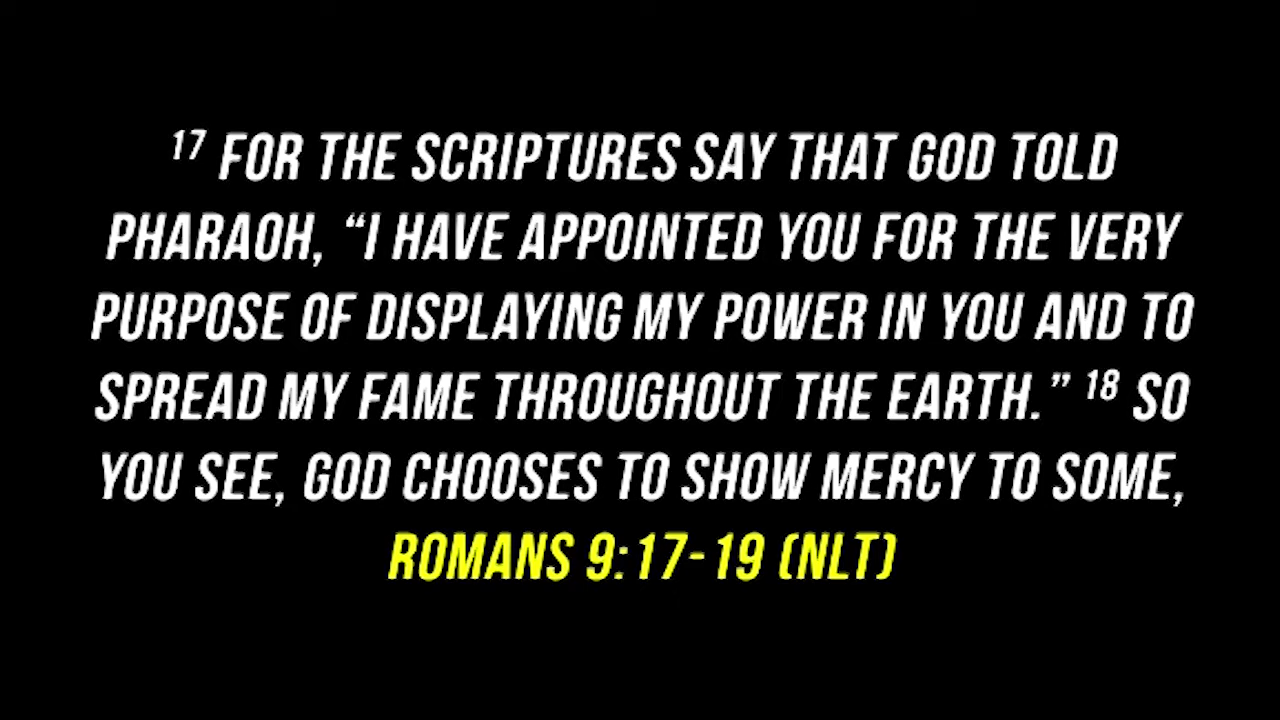 17 FOR THE SCRIPTURES SAY THAT GOD TOLD
PHARAOH, “I HAVE APPOINTED YOU FOR THE VERY
PURPOSE OF DISPLAYING MY POWER IN YOU AND TO
SPREAD MY FAME THROUGHOUT THE EARTH.” 18 SO
YOU SEE, GOD CHOOSES TO SHOW MERCY TO SOME,
ROMANS 9:17-19 (NLT)